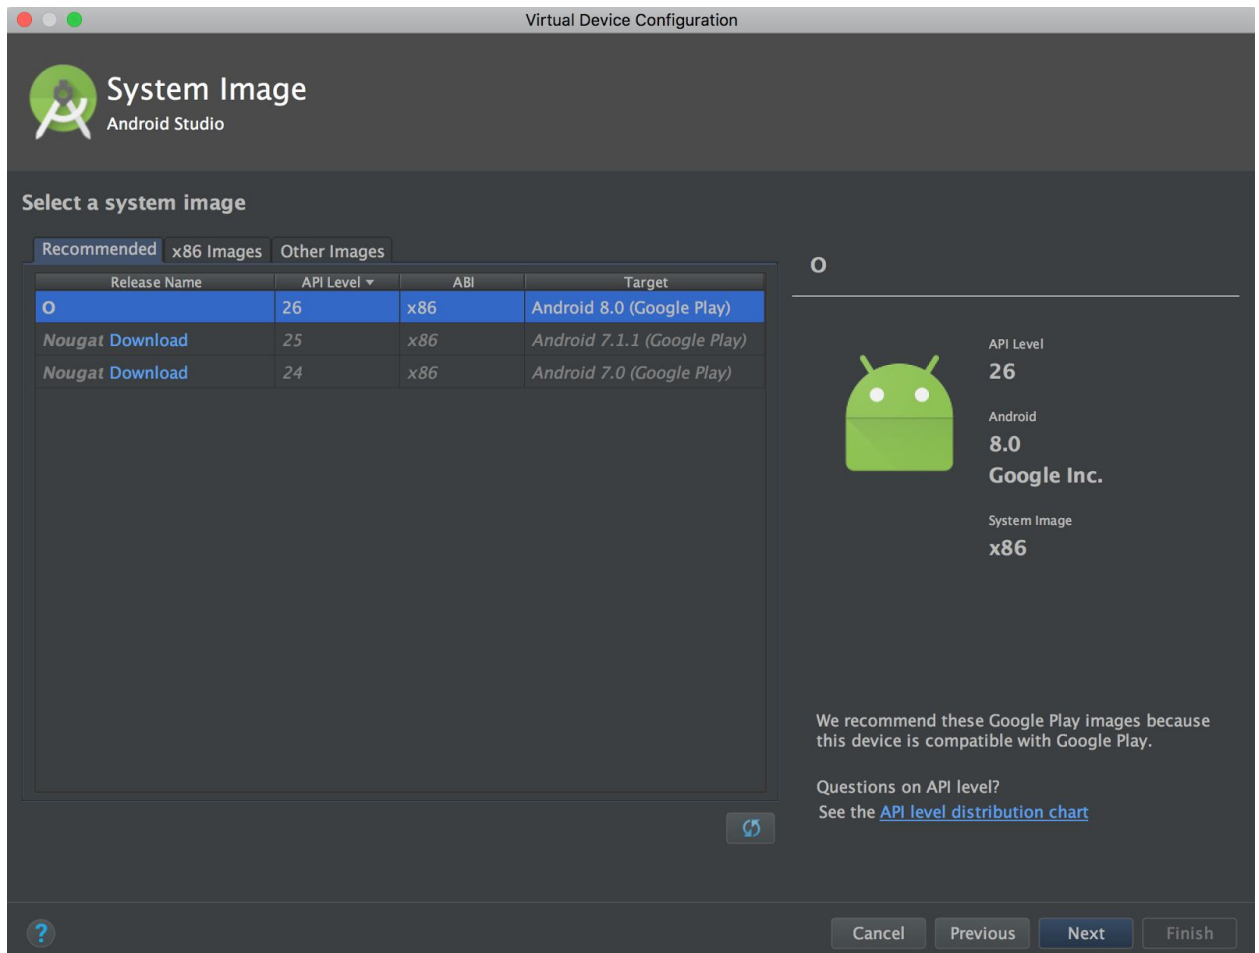 Virtual Device Configuration
System Image
Android Studio
Select a system image
Recommended x86 Images Other Images
Release Name API Level ABI Target
O 26 x86 Android 8.0 (Google Play)
Nougat Download 25 x86 Android 7.1.1 (Google Play)
Nougat Download 24 x86 Android 7.0 (Google Play)
O
API Level
26
Android
8.0
Google Inc.
System Image
x86
We recommend these Google Play images because
this device is compatible with Google Play.
Questions on API level?
See the API level distribution chart
? Cancel Previous Next Finish